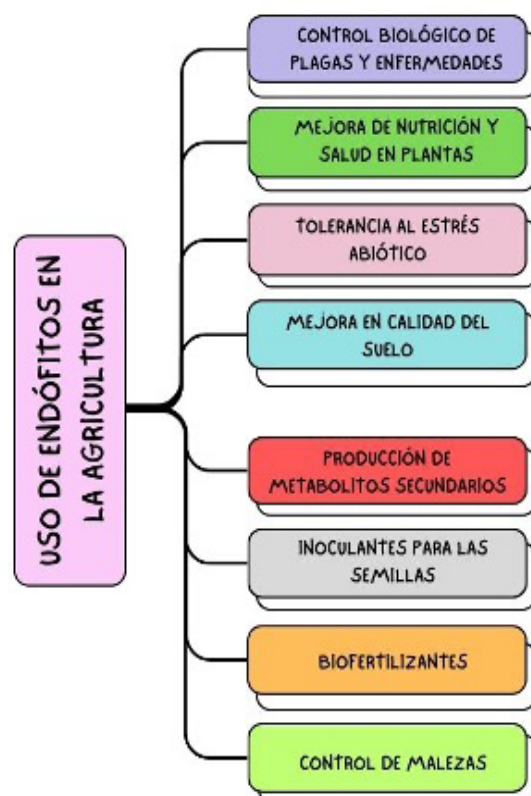 USO DE ENDÓFITOS EN
LA AGRICULTURA
CONTROL BIOLÓGICO DE
PLAGAS Y ENFERMEDADES
MEJORA DE NUTRICIÓN Y
SALUD EN PLANTAS
TOLERANCIA AL ESTRÉS
ABIÓTICO
MEJORA EN CALIDAD DEL
SUELO
PRODUCCIÓN DE
METABOLITOS SECUNDARIOS
INOCULANTES PARA LAS
SEMILLAS
BIOFERTILIZANTES
CONTROL DE MALEZAS